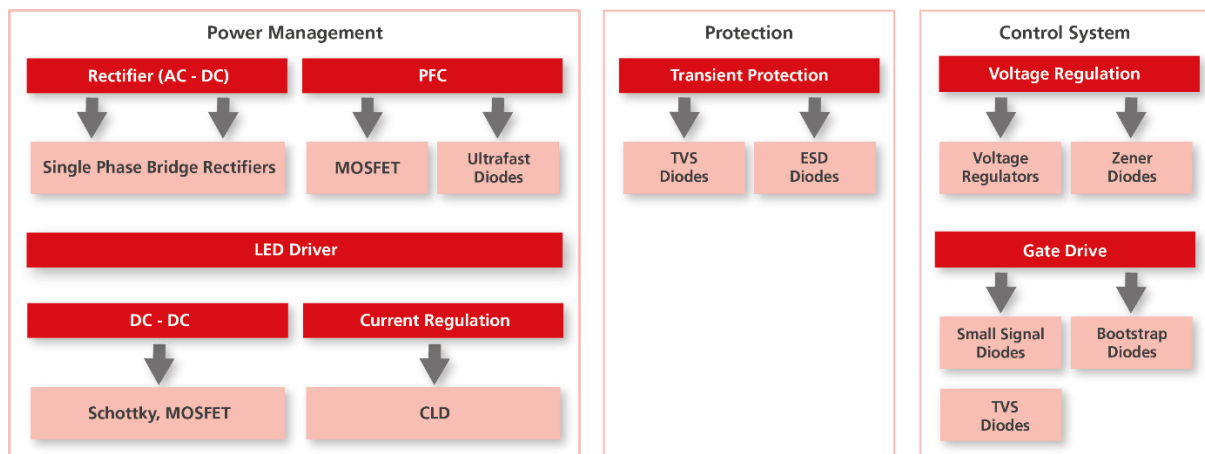 Power Management
Rectifier (AC - DC)
PFC
Single Phase Bridge Rectifiers
MOSFET
Ultrafast
Diodes
LED Driver
DC - DC
Current Regulation
Schottky, MOSFET
CLD
Protection
Transient Protection
TVS
Diodes
ESD
Diodes
Control System
Voltage Regulation
Voltage
Regulators
Zener
Diodes
Gate Drive
Small Signal
Diodes
Bootstrap
Diodes
TVS
Diodes